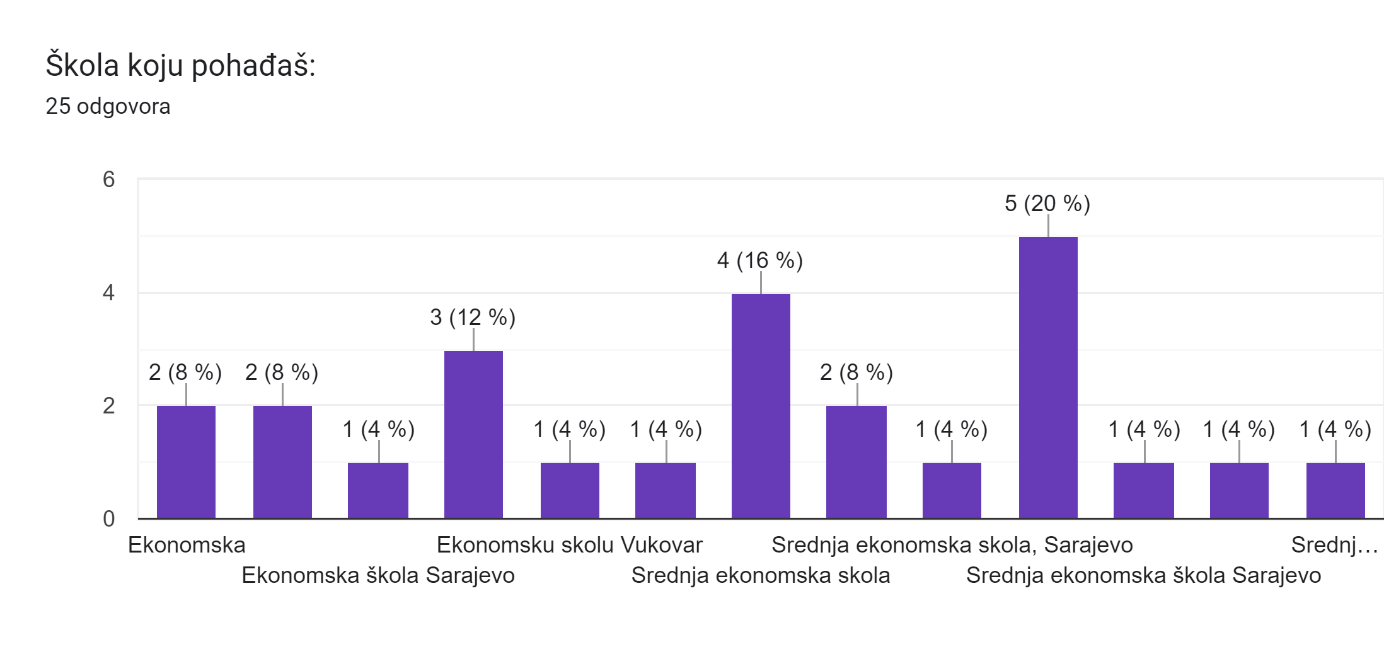 Škola koju pohađaš:
25 odgovora
6
5 (20 %)
4 (16 %)
4
3 (12 %)
2 (8 %) 2 (8 %) 2 (8 %)
2
1 (4 %) 1 (4 %) 1 (4 %) 1 (4 %) 1 (4 %) 1 (4 %) 1 (4 %)
0
Ekonomska Ekonomsku skolu Vukovar Srednja ekonomska skola, Sarajevo Srednj…
Ekonomska škola Sarajevo Srednja ekonomska skola Srednja ekonomska škola Sarajevo